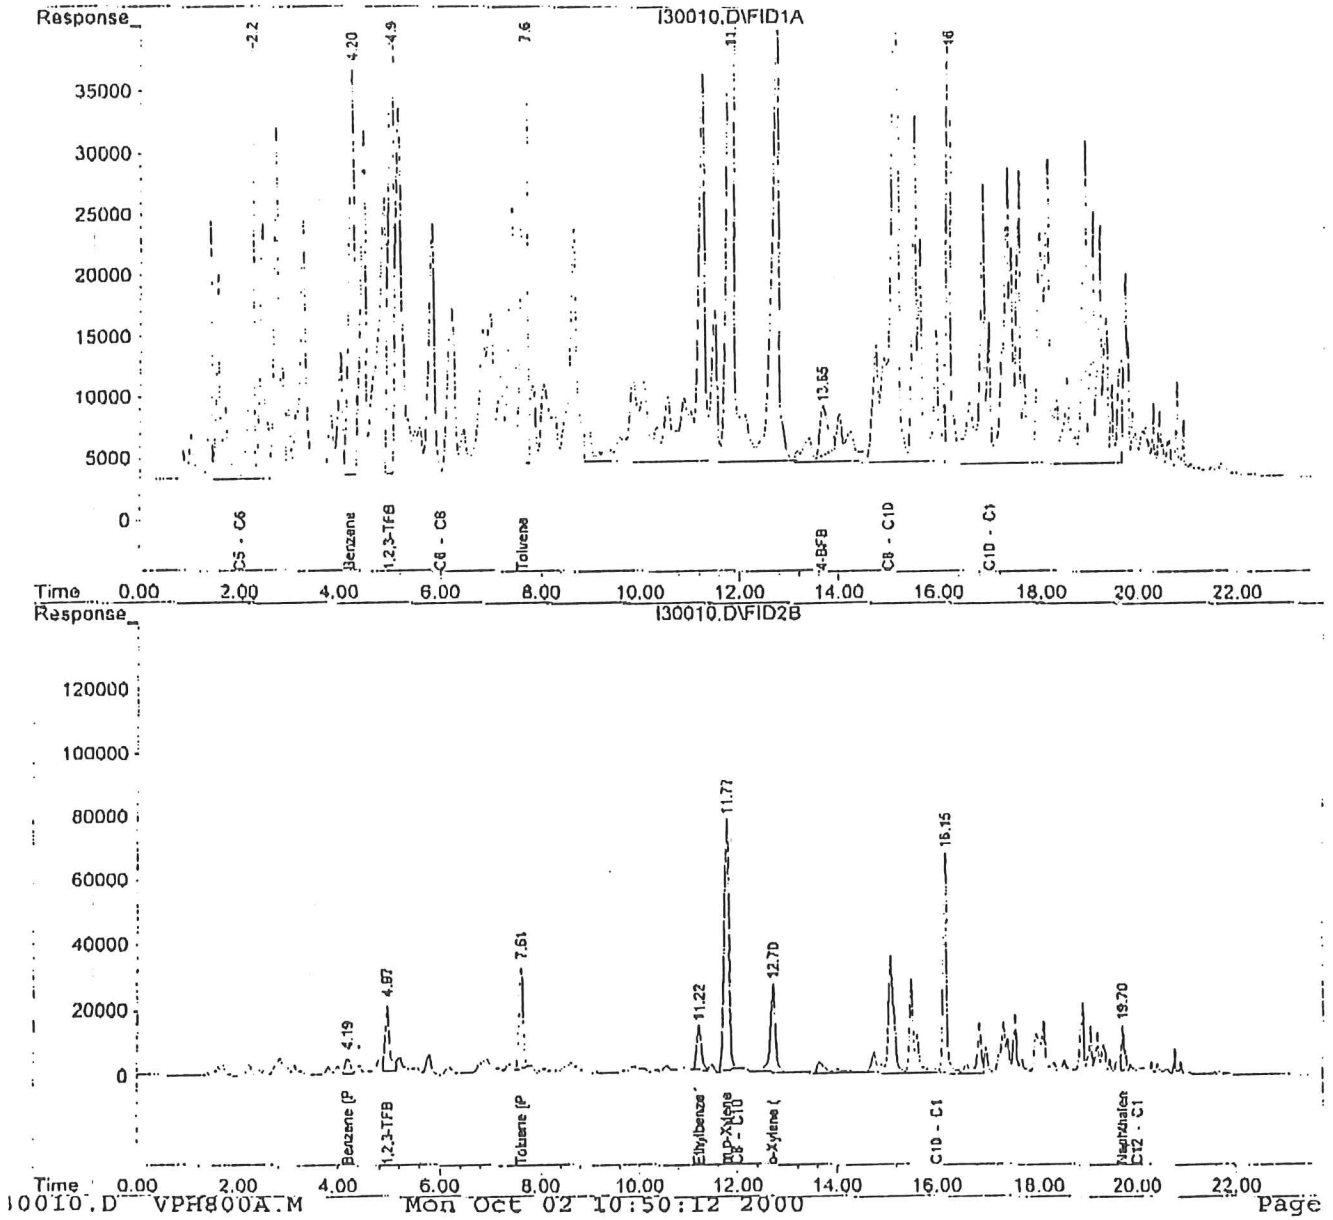 Response_ I30010.D\FID1A
-2.2 4.20 -4.9 7.6 11. -16
35000
30000
25000
20000
15000
10000
13.65
5000
0
C5 - C6 Benzene 1,2,3-TFB C6 - C8 Toluene 4-BFB C8 - C10 C10 - C1
Time 0.00 2.00 4.00 6.00 8.00 10.00 12.00 14.00 16.00 18.00 20.00 22.00
Response_ I30010.D\FID2B
120000
100000
80000
11.77
60000
16.15
40000
7.61 12.70
20000
4.19 4.97 11.22 19.70
0
Benzene [P 1,2,3-TFB Toluene [P Ethylbenze m,p-Xylene C8 - C10 o-Xylene ( C10 - C1 Naphthalen C12 - C1
Time 0.00 2.00 4.00 6.00 8.00 10.00 12.00 14.00 16.00 18.00 20.00 22.00
I30010.D VPH800A.M Mon Oct 02 10:50:12 2000 Page